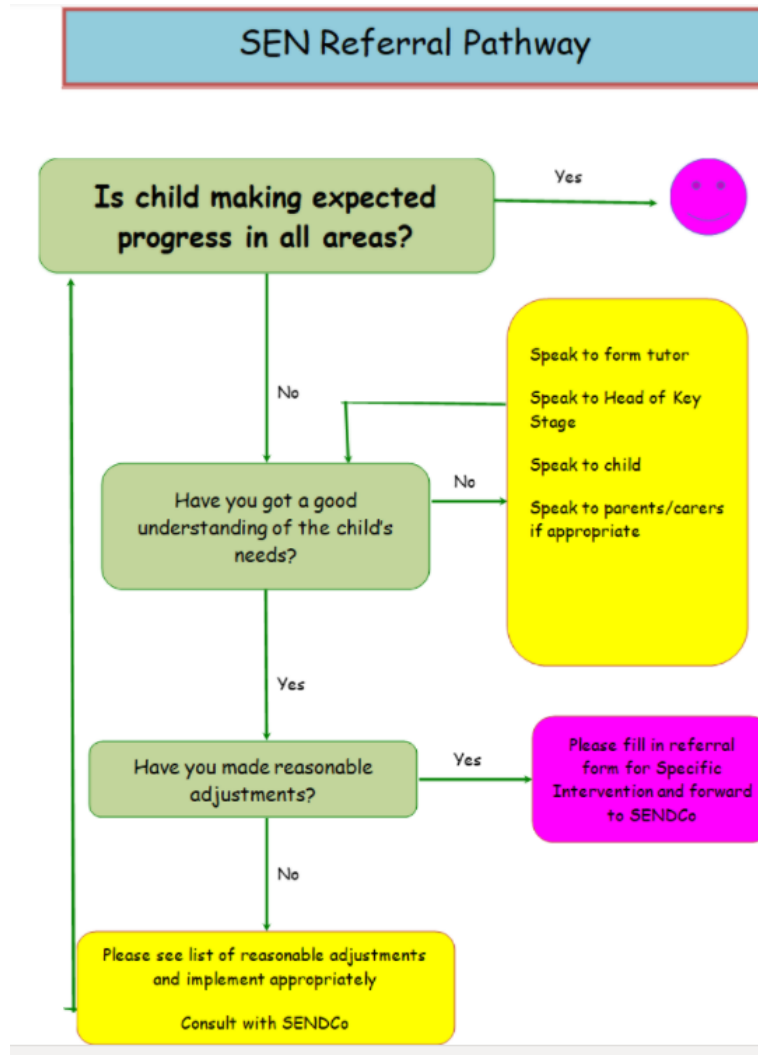 SEN Referral Pathway
Is child making expected
progress in all areas?
Yes
No
Speak to form tutor
Speak to Head of Key
Stage
Speak to child
Speak to parents/carers
if appropriate
Have you got a good
understanding of the child's
needs?
No
Yes
Have you made reasonable
adjustments?
Yes
Please fill in referral
form for Specific
Intervention and forward
to SENDCo
No
Please see list of reasonable adjustments
and implement appropriately
Consult with SENDCo